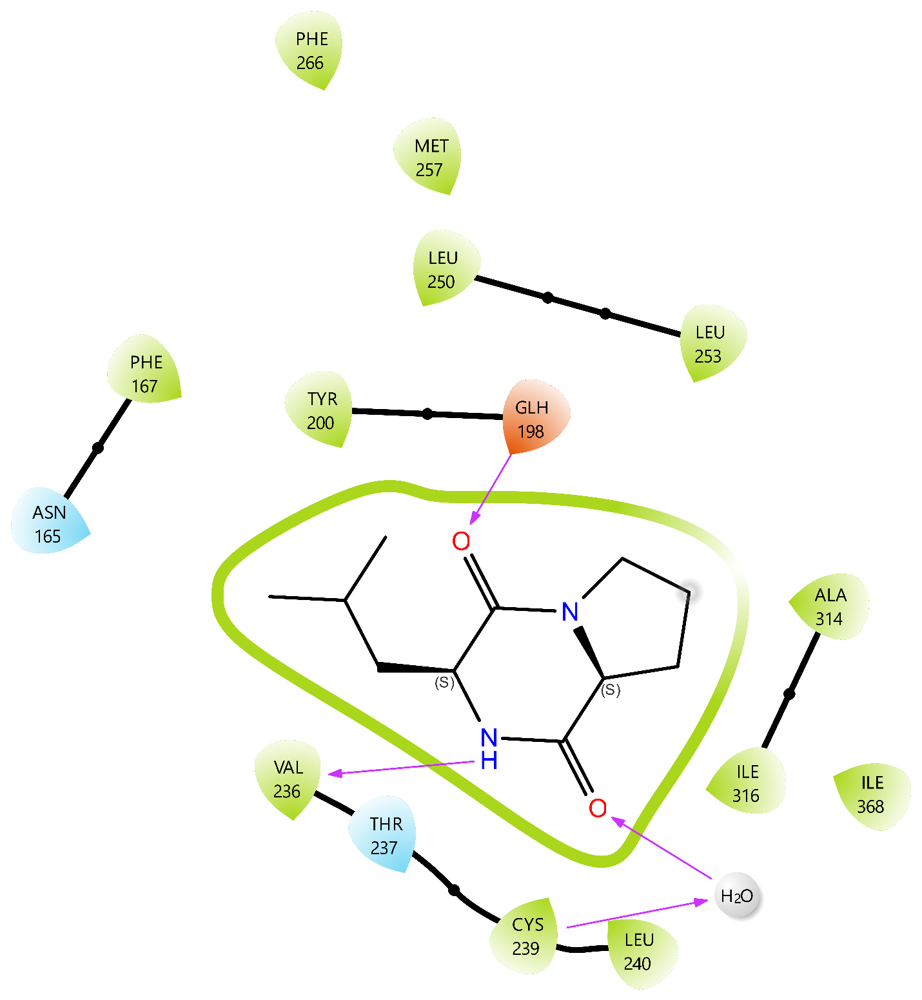 PHE
266
MET
257
LEU
250
LEU
253
PHE
167
TYR
200
GLH
198
ASN
165
O
N
ALA
314
(S)
(S)
N
H
VAL
236
ILE
316
ILE
368
O
THR
237
H₂O
CYS
239
LEU
240